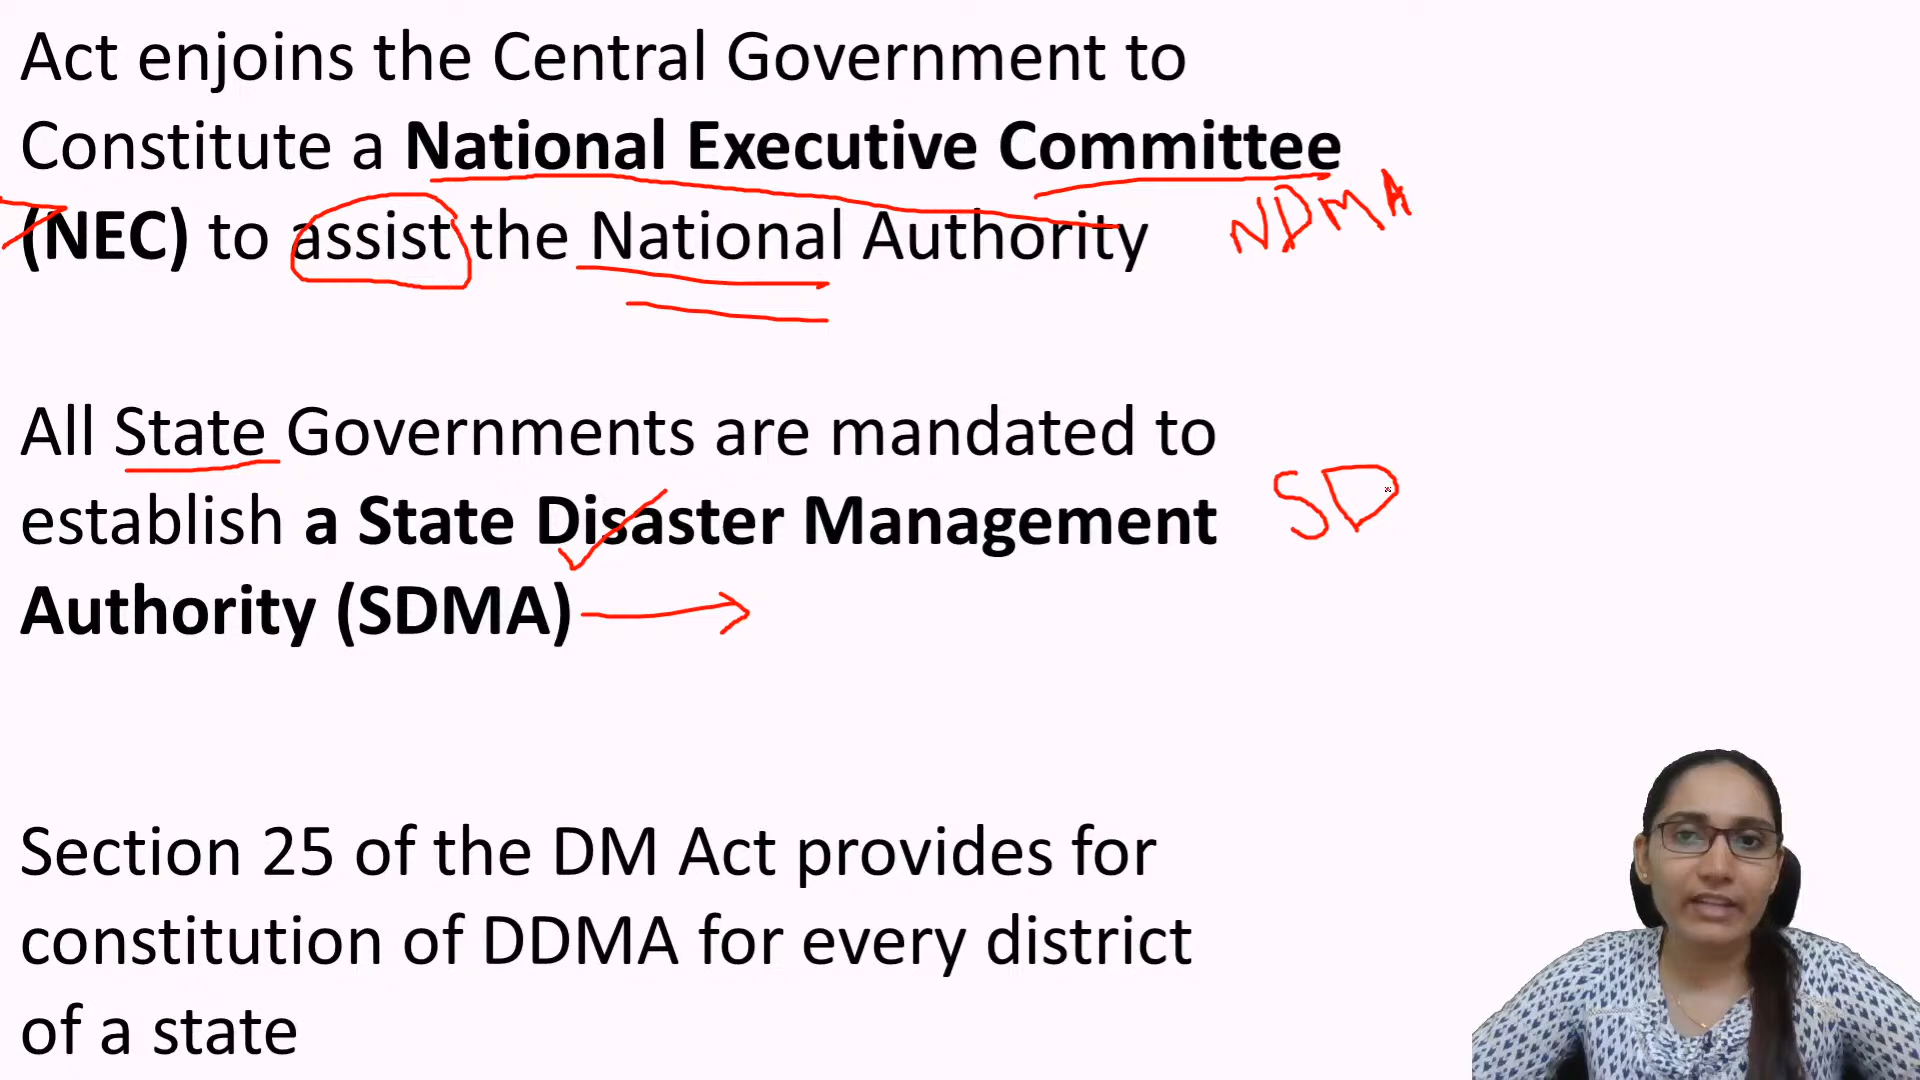 Act enjoins the Central Government to
Constitute a National Executive Committee
(NEC) to assist the National Authority
NDMA
All State Governments are mandated to
establish a State Disaster Management
SD
Authority (SDMA)
Section 25 of the DM Act provides for
constitution of DDMA for every district
of a state